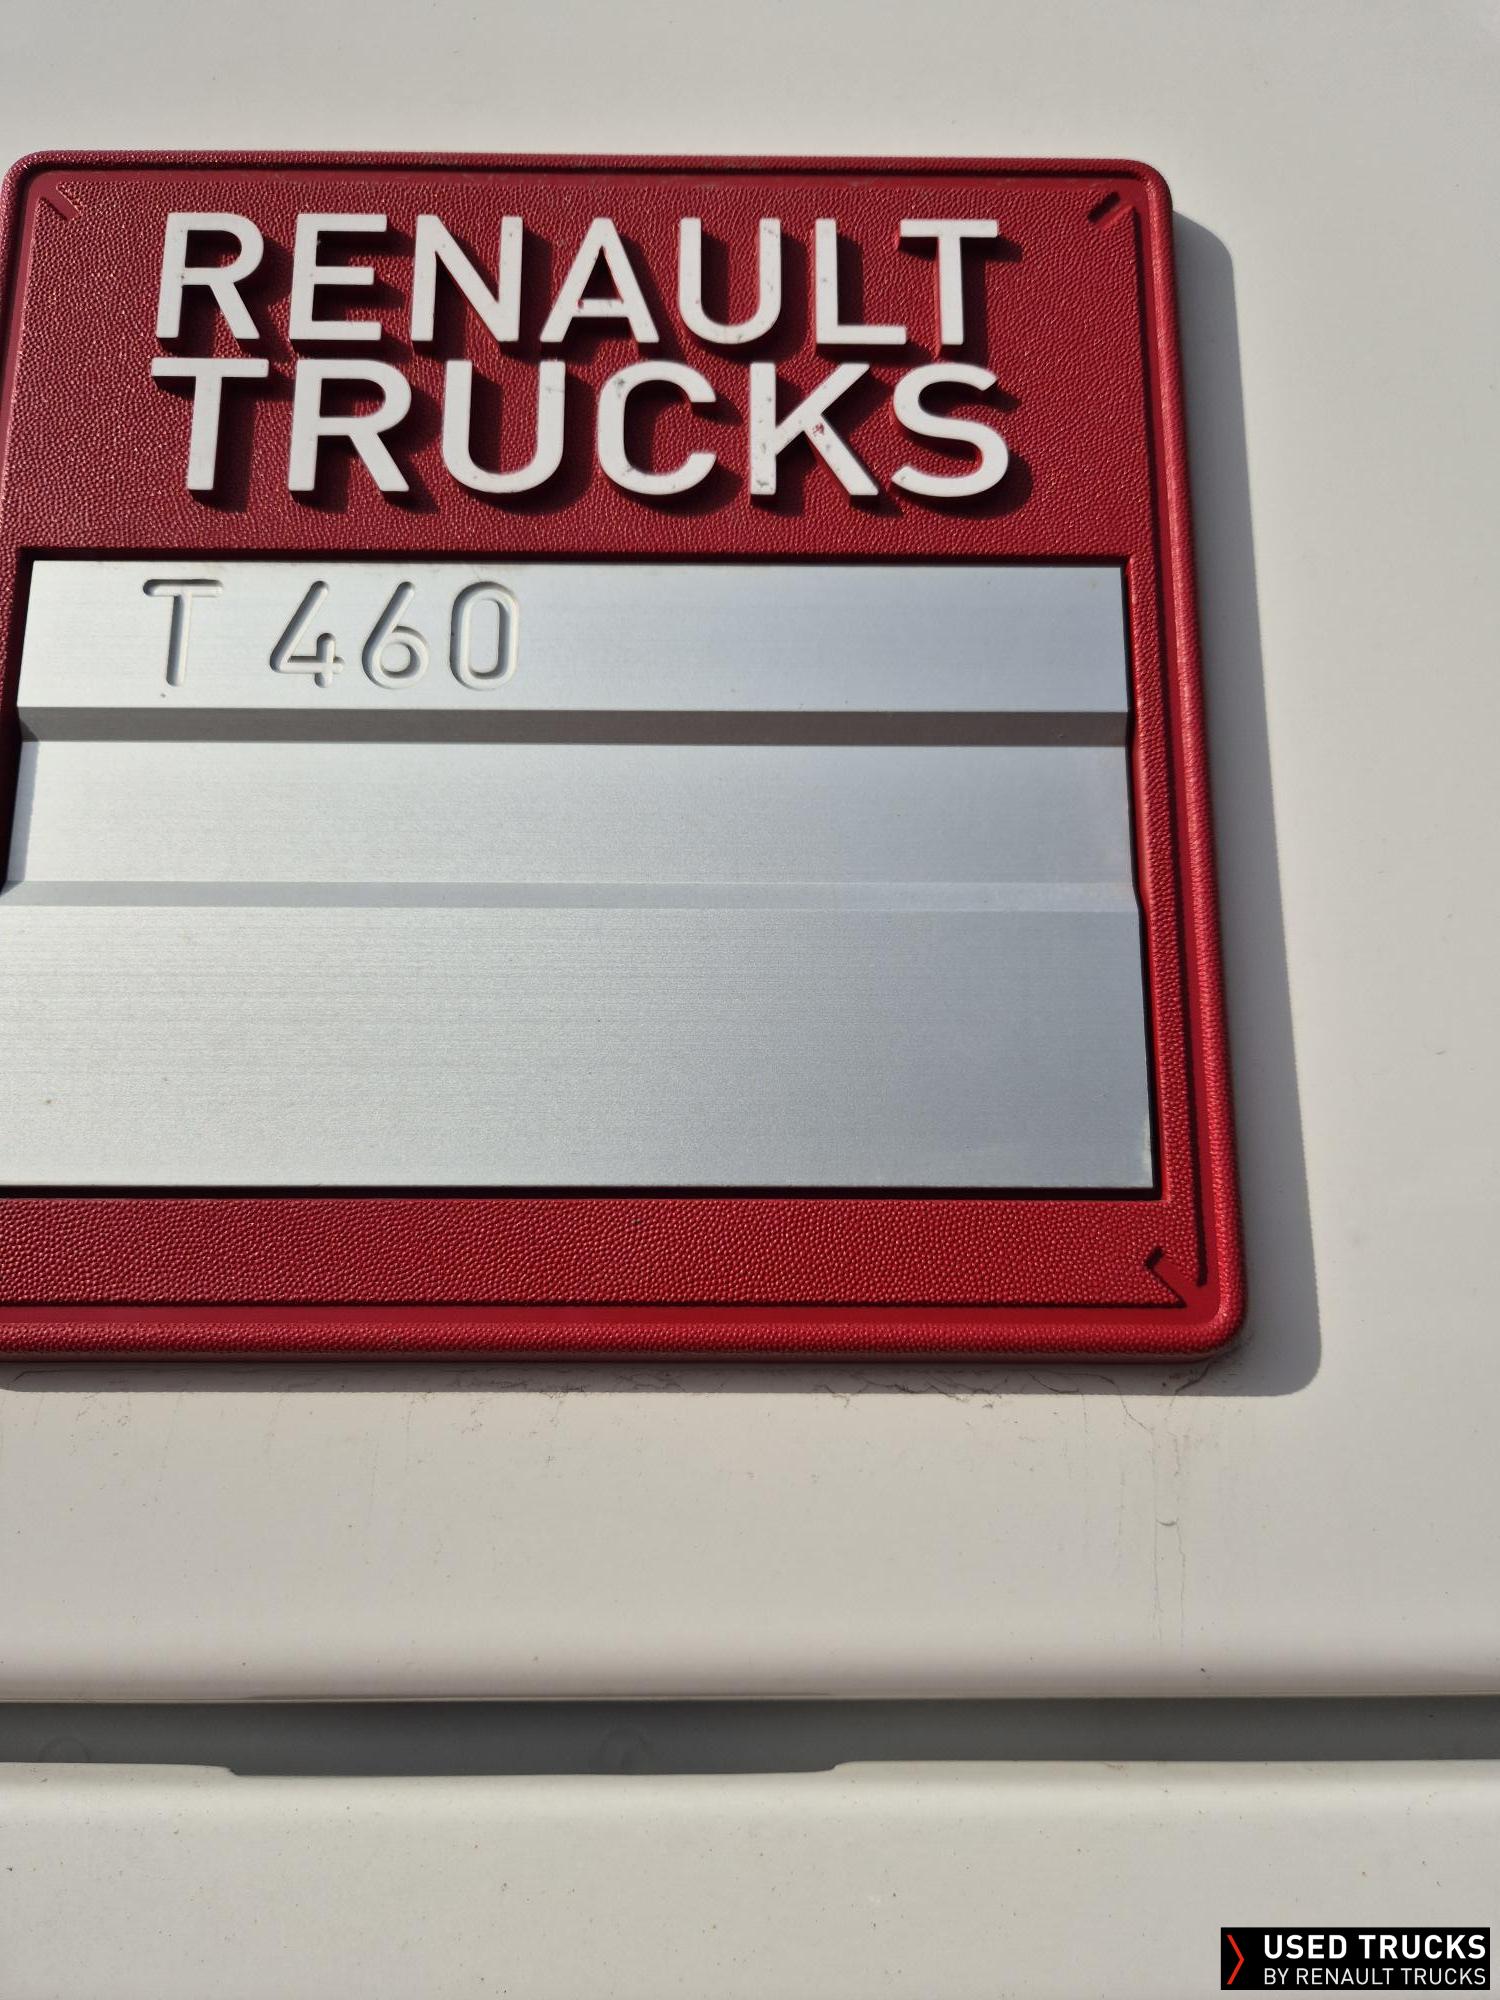 RENAULT
TRUCKS
T 460
USED TRUCKS
BY RENAULT TRUCKS